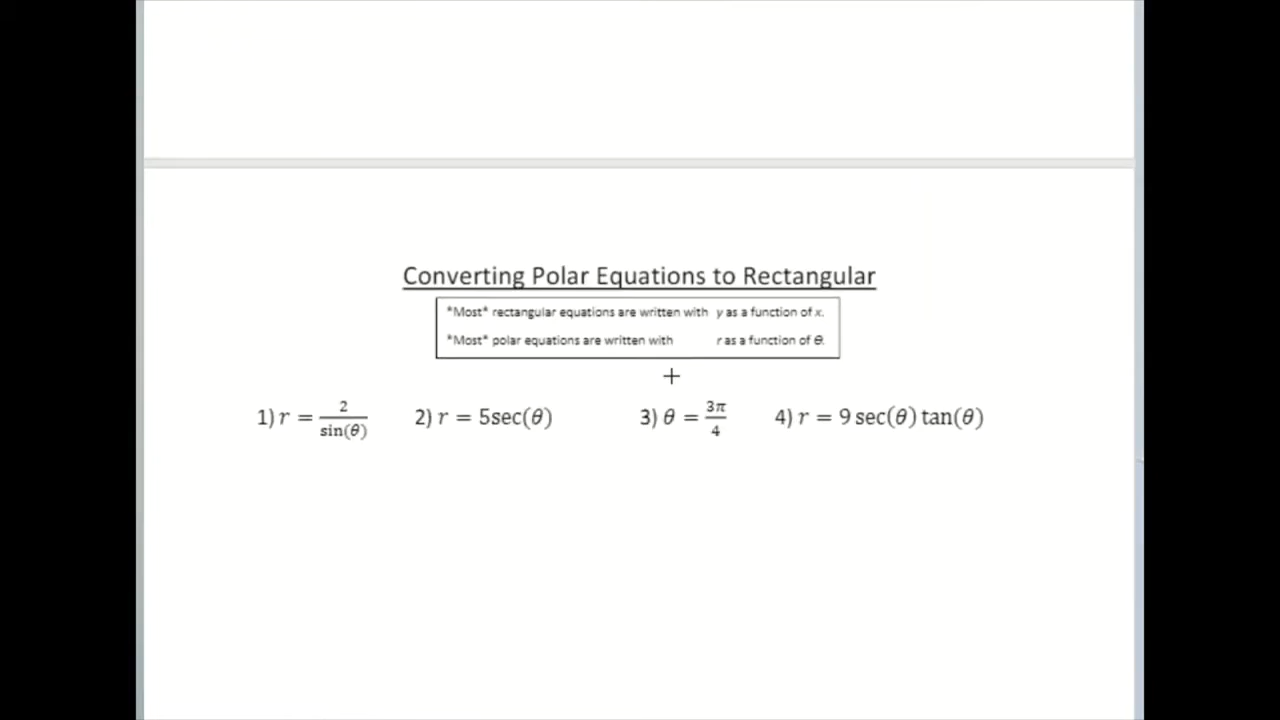 Converting Polar Equations to Rectangular
*Most* rectangular equations are written with y as a function of x.
*Most* polar equations are written with r as a function of θ.
1) r = 2/sin(θ) 2) r = 5sec(θ) 3) θ = 3π/4 4) r = 9 sec(θ) tan(θ)